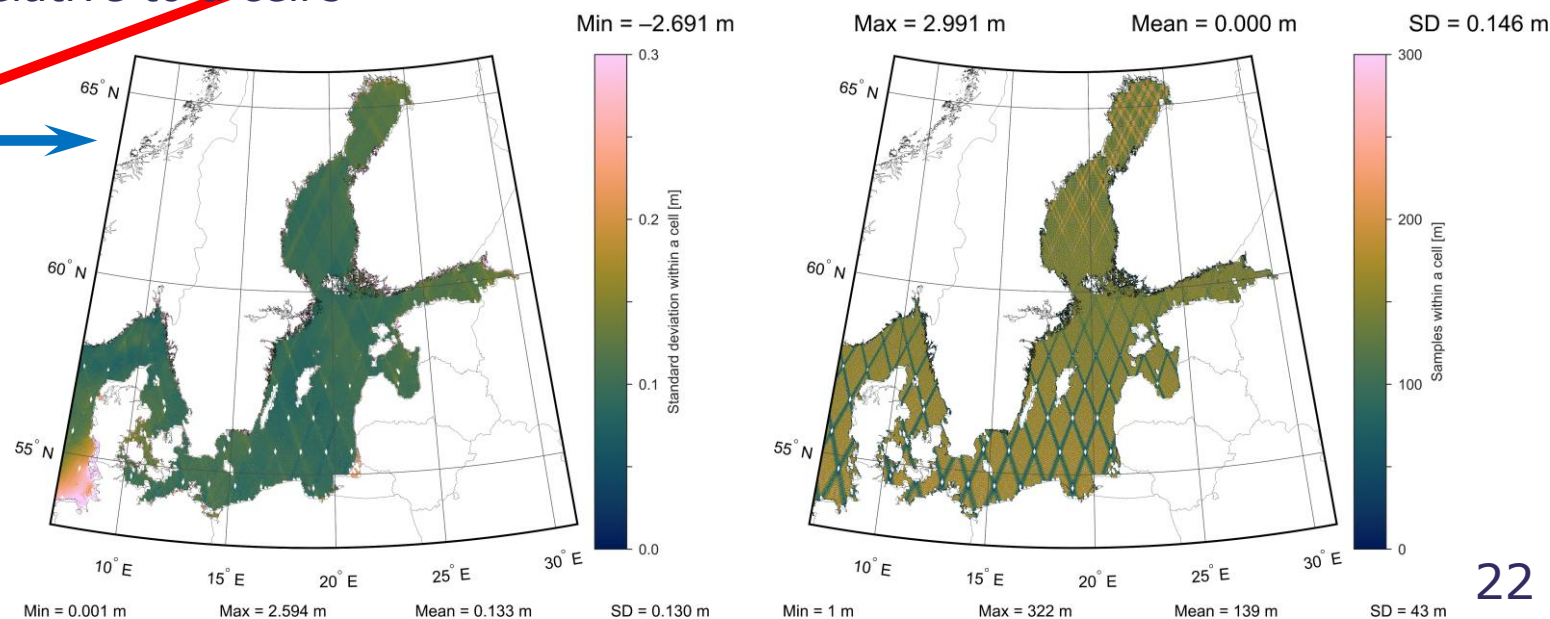 Min = –2.691 m Max = 2.991 m Mean = 0.000 m SD = 0.146 m
65° N
60° N
55° N
10° E 15° E 20° E 25° E 30° E
0.3
0.2
0.1
0.0
Standard deviation within a cell [m]
Min = 0.001 m Max = 2.594 m Mean = 0.133 m SD = 0.130 m
65° N
60° N
55° N
10° E 15° E 20° E 25° E 30° E
300
200
100
0
Samples within a cell [m]
Min = 1 m Max = 322 m Mean = 139 m SD = 43 m
22